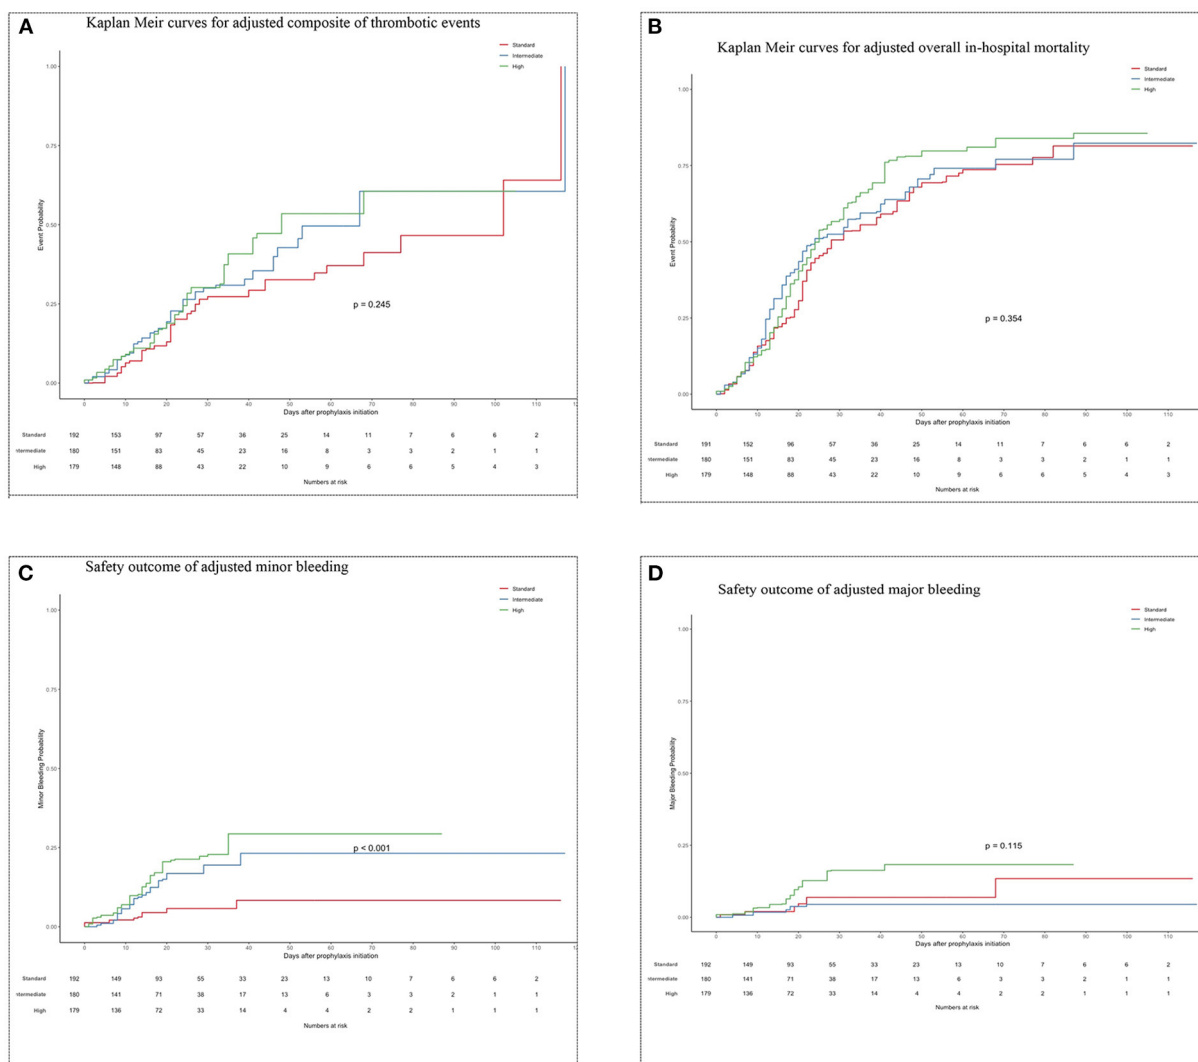 A
Kaplan Meir curves for adjusted composite of thrombotic events
Standard
Intermediate
High
1.00
0.75
0.50
0.25
0.00
Event Probability
p = 0.245
0 10 20 30 40 50 60 70 80 90 100 110
Days after prophylaxis initiation
Standard 192 153 97 57 36 25 14 11 7 6 6 2
ntermediate 180 151 83 45 23 16 8 3 3 2 1 1
High 179 148 88 43 22 10 9 6 6 5 4 3
Numbers at risk
B
Kaplan Meir curves for adjusted overall in-hospital mortality
Standard
Intermediate
High
1.00
0.75
0.50
0.25
0.00
Event Probability
p = 0.354
0 10 20 30 40 50 60 70 80 90 100 110
Days after prophylaxis initiation
Standard 191 152 96 57 36 25 14 11 7 6 6 2
ntermediate 180 151 83 45 23 16 8 3 3 2 1 1
High 179 148 88 43 22 10 9 6 6 5 4 3
Numbers at risk
C
Safety outcome of adjusted minor bleeding
Standard
Intermediate
High
1.00
0.75
0.50
0.25
0.00
Minor Bleeding Probability
p < 0.001
0 10 20 30 40 50 60 70 80 90 100 110
Days after prophylaxis initiation
Standard 192 149 93 55 33 23 13 10 7 6 6 2
ntermediate 180 141 71 38 17 13 6 3 3 2 1 1
High 179 136 72 33 14 4 4 2 2 1 1 1
Numbers at risk
D
Safety outcome of adjusted major bleeding
Standard
Intermediate
High
1.00
0.75
0.50
0.25
0.00
Major Bleeding Probability
p = 0.115
0 10 20 30 40 50 60 70 80 90 100 110
Days after prophylaxis initiation
Standard 192 149 93 55 33 23 13 10 7 6 6 2
ntermediate 180 141 71 38 17 13 6 3 3 2 1 1
High 179 136 72 33 14 4 4 2 2 1 1 1
Numbers at risk